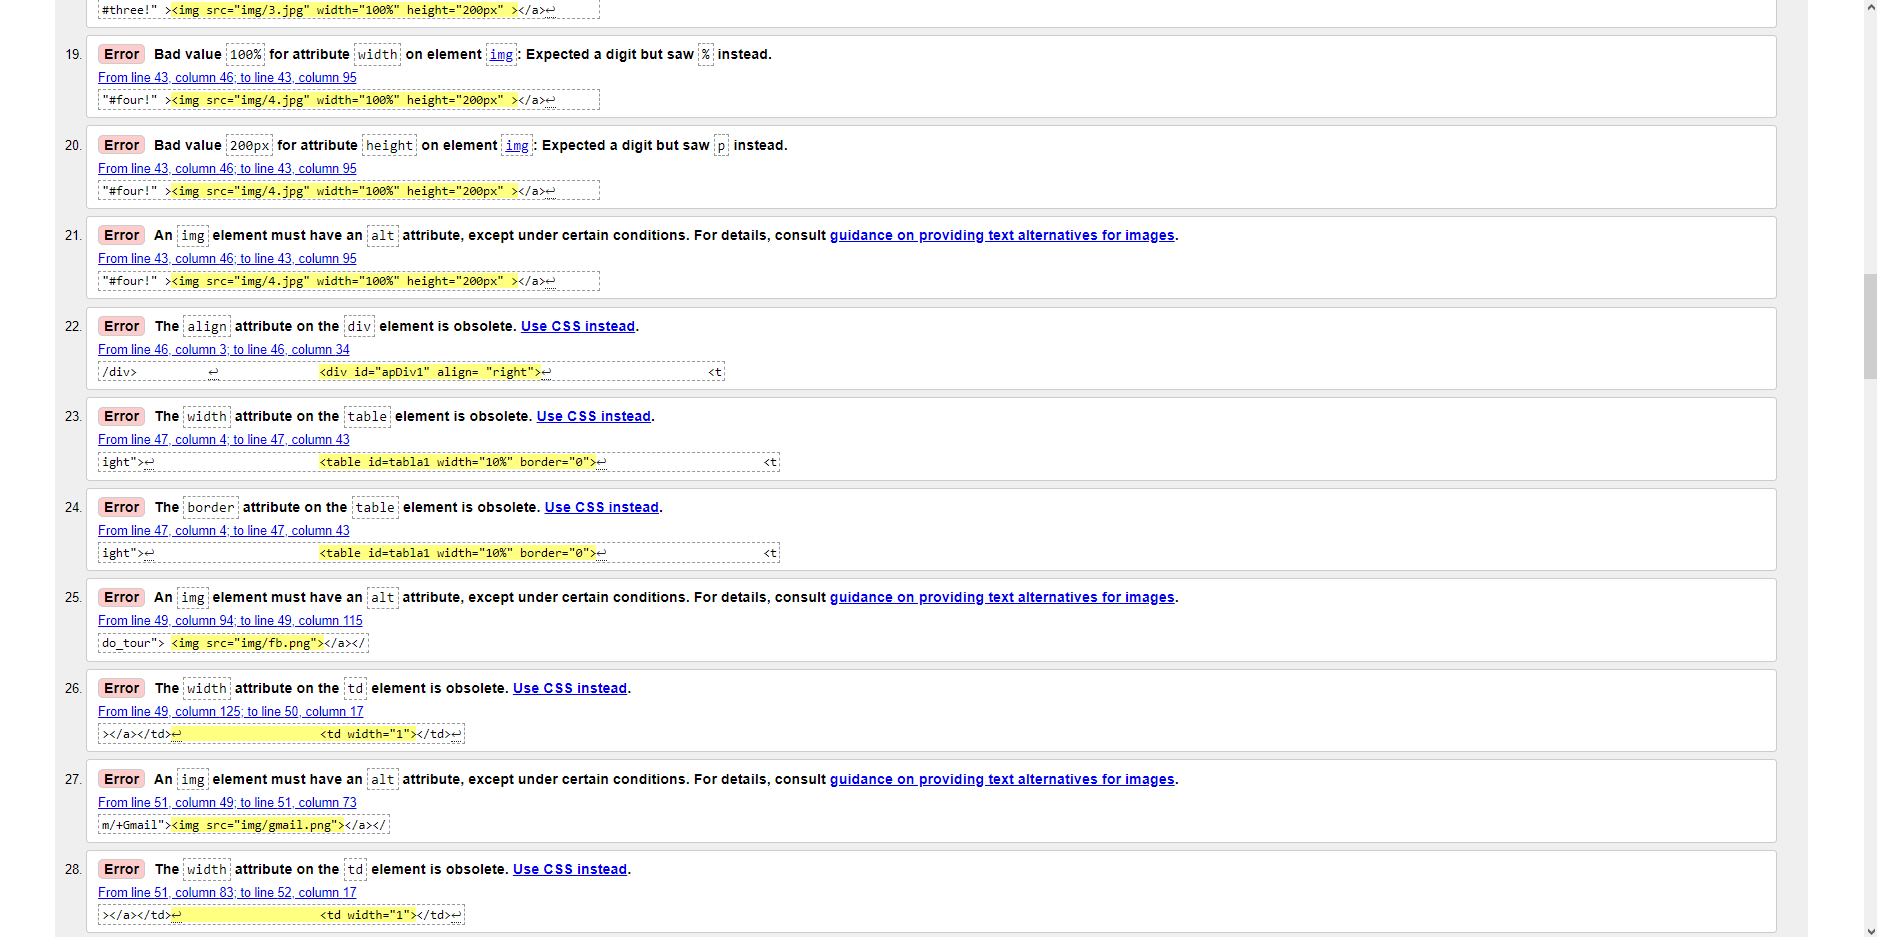 #three!" ><img src="img/3.jpg" width="100%" height="200px" ></a>↩
19. Error Bad value 100% for attribute width on element img: Expected a digit but saw % instead.
From line 43, column 46; to line 43, column 95
"#four!" ><img src="img/4.jpg" width="100%" height="200px" ></a>↩
20. Error Bad value 200px for attribute height on element img: Expected a digit but saw p instead.
From line 43, column 46; to line 43, column 95
"#four!" ><img src="img/4.jpg" width="100%" height="200px" ></a>↩
21. Error An img element must have an alt attribute, except under certain conditions. For details, consult guidance on providing text alternatives for images.
From line 43, column 46; to line 43, column 95
"#four!" ><img src="img/4.jpg" width="100%" height="200px" ></a>↩
22. Error The align attribute on the div element is obsolete. Use CSS instead.
From line 46, column 3; to line 46, column 34
/div> ↩ <div id="apDiv1" align= "right">↩ <t
23. Error The width attribute on the table element is obsolete. Use CSS instead.
From line 47, column 4; to line 47, column 43
ight">↩ <table id=tabla1 width="10%" border="0">↩ <t
24. Error The border attribute on the table element is obsolete. Use CSS instead.
From line 47, column 4; to line 47, column 43
ight">↩ <table id=tabla1 width="10%" border="0">↩ <t
25. Error An img element must have an alt attribute, except under certain conditions. For details, consult guidance on providing text alternatives for images.
From line 49, column 94; to line 49, column 115
do_tour"> <img src="img/fb.png"></a></
26. Error The width attribute on the td element is obsolete. Use CSS instead.
From line 49, column 125; to line 50, column 17
></a></td>↩ <td width="1"></td>↩
27. Error An img element must have an alt attribute, except under certain conditions. For details, consult guidance on providing text alternatives for images.
From line 51, column 49; to line 51, column 73
m/+Gmail"><img src="img/gmail.png"></a></
28. Error The width attribute on the td element is obsolete. Use CSS instead.
From line 51, column 83; to line 52, column 17
></a></td>↩ <td width="1"></td>↩